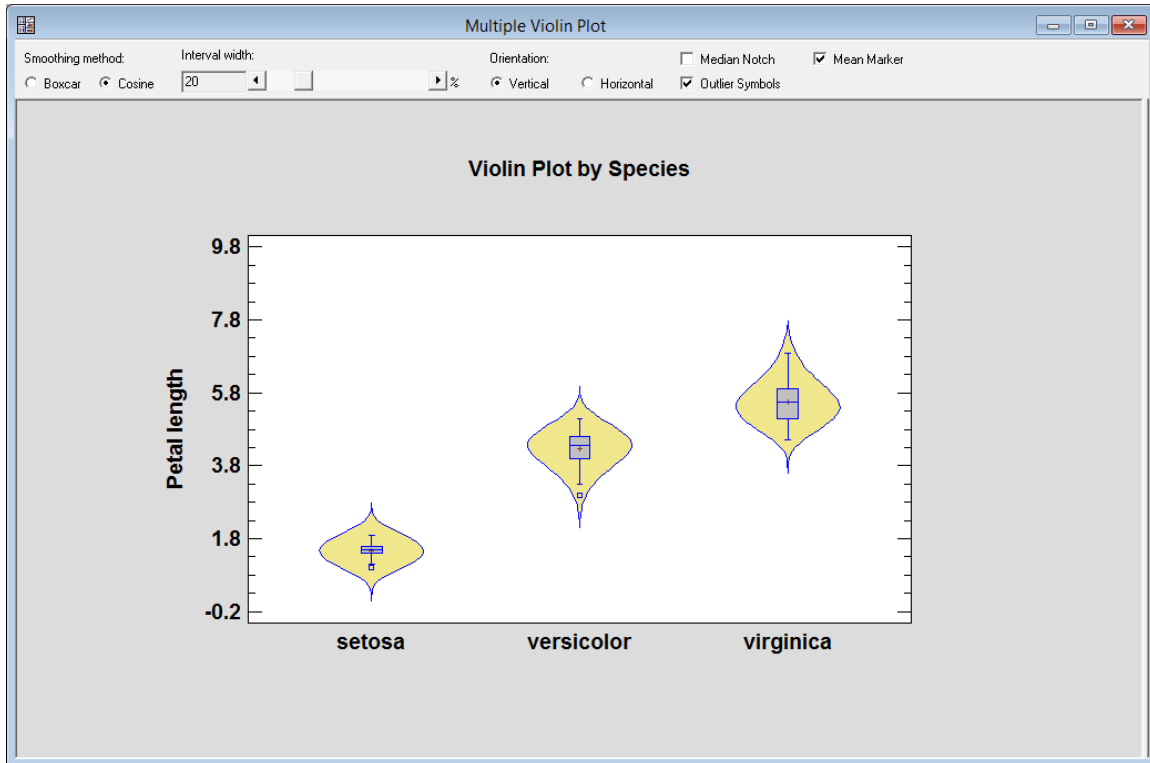 Multiple Violin Plot
Smoothing method:
Boxcar Cosine
Interval width:
20 %
Orientation:
Vertical Horizontal
Median Notch Mean Marker
Outlier Symbols
Violin Plot by Species
Petal length
9.8
7.8
5.8
3.8
1.8
-0.2
setosa versicolor virginica